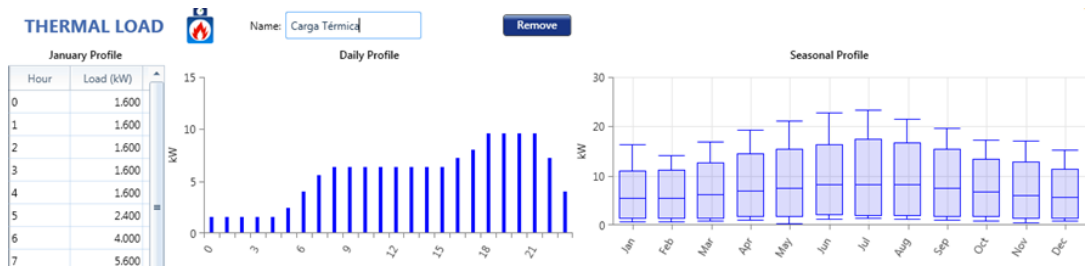 THERMAL LOAD
Name: Carga Térmica
Remove
January Profile
Hour Load (kW)
0 1.600
1 1.600
2 1.600
3 1.600
4 1.600
5 2.400
6 4.000
7 5.600
Daily Profile
15
10
5
0
kW
0 3 6 9 12 15 18 21
Seasonal Profile
30
20
10
0
kW
Jan Feb Mar Apr May Jun Jul Aug Sep Oct Nov Dec